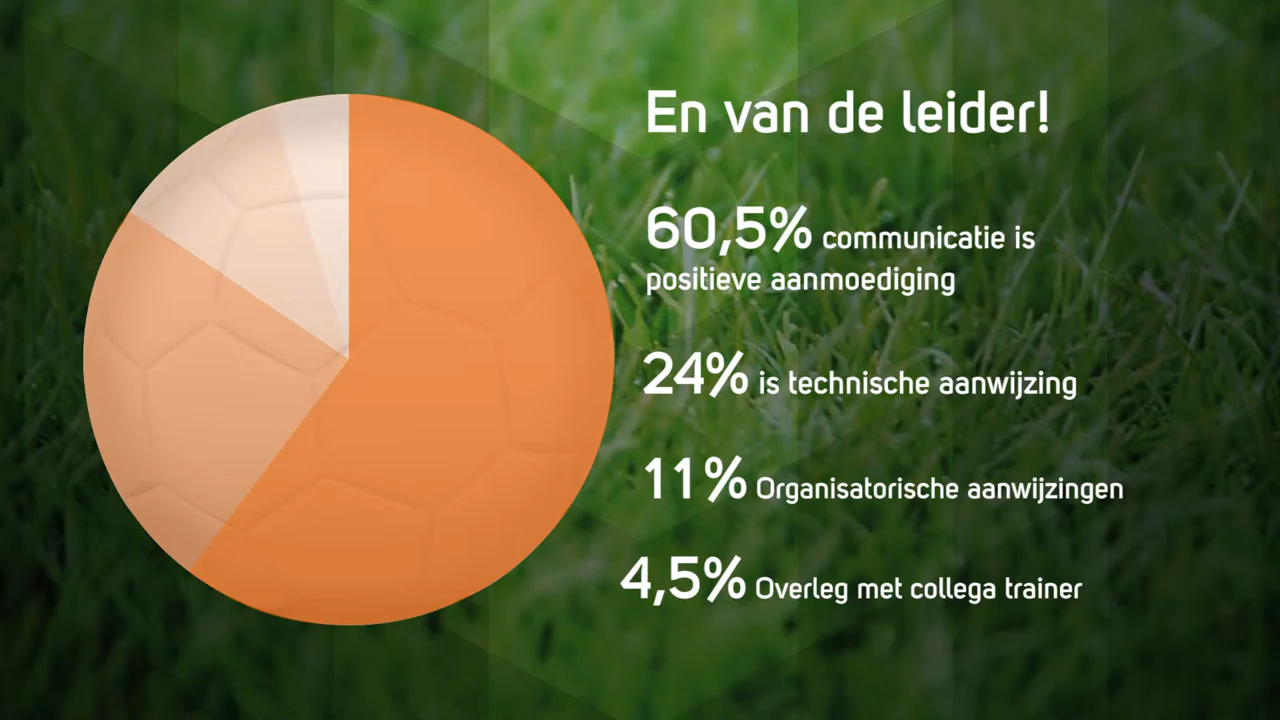 En van de leider!
60,5% communicatie is
positieve aanmoediging
24% is technische aanwijzing
11% Organisatorische aanwijzingen
4,5% Overleg met collega trainer